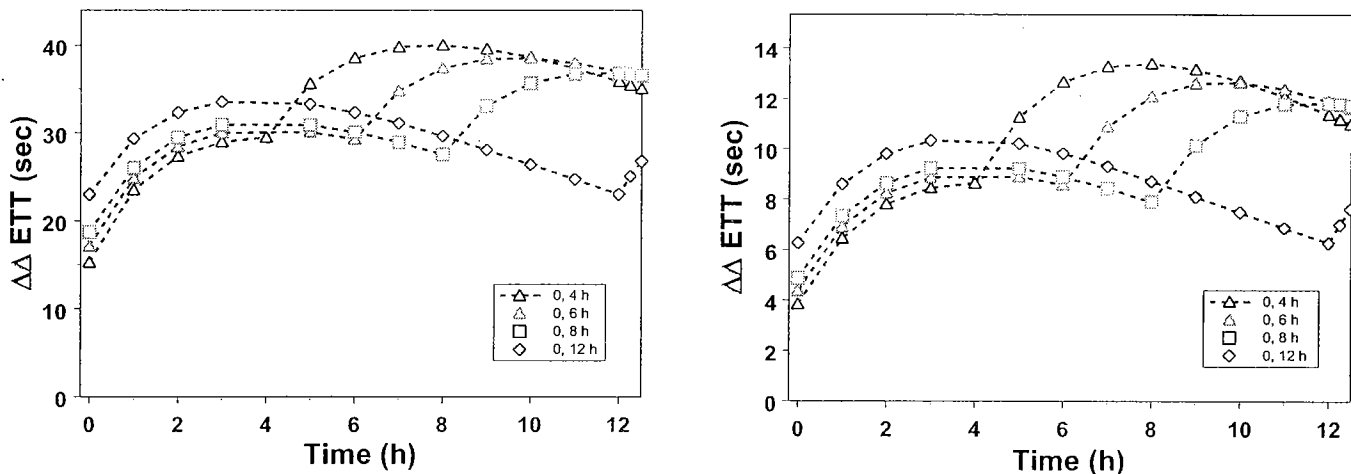 ΔΔ ETT (sec)
40
30
20
10
0
0 2 4 6 8 10 12
Time (h)
0, 4 h
0, 6 h
0, 8 h
0, 12 h
ΔΔ ETT (sec)
14
12
10
8
6
4
2
0
0 2 4 6 8 10 12
Time (h)
0, 4 h
0, 6 h
0, 8 h
0, 12 h